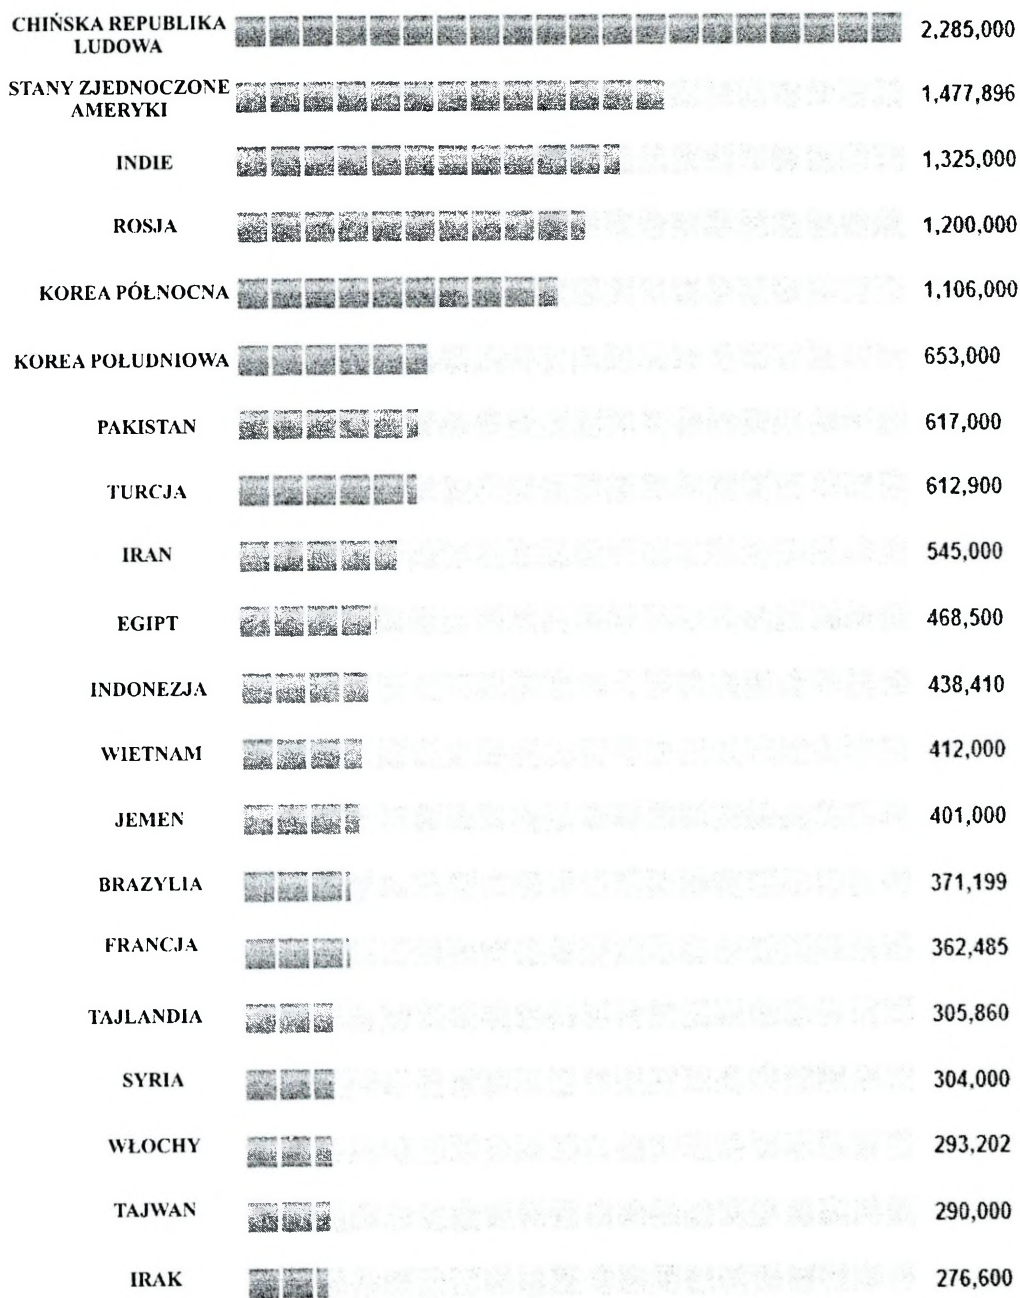 CHIŃSKA REPUBLIKA
LUDOWA
2,285,000
STANY ZJEDNOCZONE
AMERYKI
1,477,896
INDIE
1,325,000
ROSJA
1,200,000
KOREA PÓŁNOCNA
1,106,000
KOREA POŁUDNIOWA
653,000
PAKISTAN
617,000
TURCJA
612,900
IRAN
545,000
EGIPT
468,500
INDONEZJA
438,410
WIETNAM
412,000
JEMEN
401,000
BRAZYLIA
371,199
FRANCJA
362,485
TAJLANDIA
305,860
SYRIA
304,000
WŁOCHY
293,202
TAJWAN
290,000
IRAK
276,600